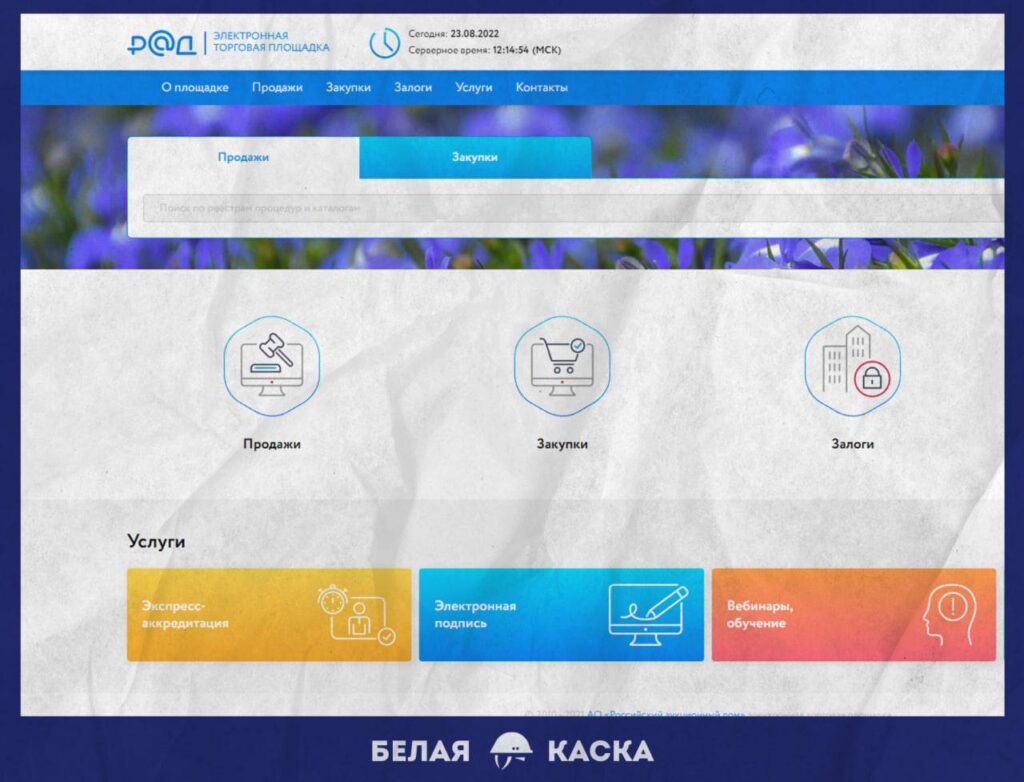 РАД
ЭЛЕКТРОННАЯ
ТОРГОВАЯ ПЛОЩАДКА
Сегодня: 23.08.2022
Серверное время: 12:14:54 (МСК)
О площадке Продажи Закупки Залоги Услуги Контакты
Продажи Закупки
Поиск по реестрам процедур и каталогам
Продажи Закупки Залоги
Услуги
Экспресс-
аккредитация
Электронная
подпись
Вебинары,
обучение
© 2010 - 2021 АО «Российский аукционный дом» электронная торговая площадка
БЕЛАЯ КАСКА